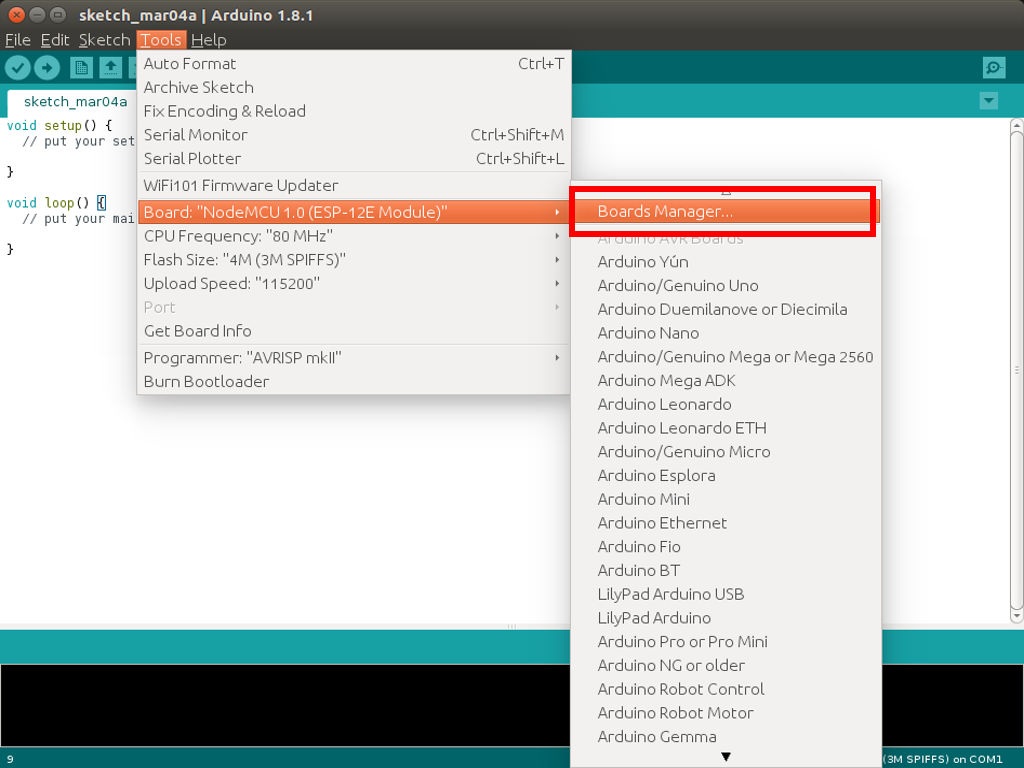 sketch_mar04a | Arduino 1.8.1
File Edit Sketch Tools Help
sketch_mar04a
void setup() {
// put your set
}
void loop() {
// put your mai
}
Auto Format Ctrl+T
Archive Sketch
Fix Encoding & Reload
Serial Monitor Ctrl+Shift+M
Serial Plotter Ctrl+Shift+L
WiFi101 Firmware Updater
Board: "NodeMCU 1.0 (ESP-12E Module)"
CPU Frequency: "80 MHz"
Flash Size: "4M (3M SPIFFS)"
Upload Speed: "115200"
Port
Get Board Info
Programmer: "AVRISP mkII"
Burn Bootloader
Boards Manager...
Arduino AVR Boards
Arduino Yún
Arduino/Genuino Uno
Arduino Duemilanove or Diecimila
Arduino Nano
Arduino/Genuino Mega or Mega 2560
Arduino Mega ADK
Arduino Leonardo
Arduino Leonardo ETH
Arduino/Genuino Micro
Arduino Esplora
Arduino Mini
Arduino Ethernet
Arduino Fio
Arduino BT
LilyPad Arduino USB
LilyPad Arduino
Arduino Pro or Pro Mini
Arduino NG or older
Arduino Robot Control
Arduino Robot Motor
Arduino Gemma
9
(3M SPIFFS) on COM1